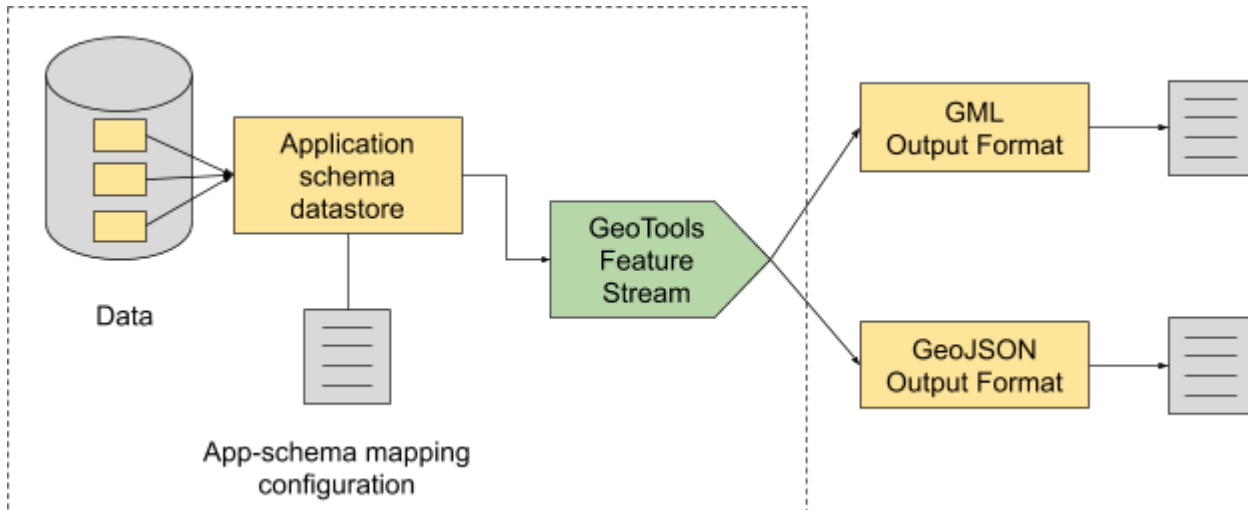 Application
schema
datastore
Data
App-schema mapping
configuration
GeoTools
Feature
Stream
GML
Output Format
GeoJSON
Output Format